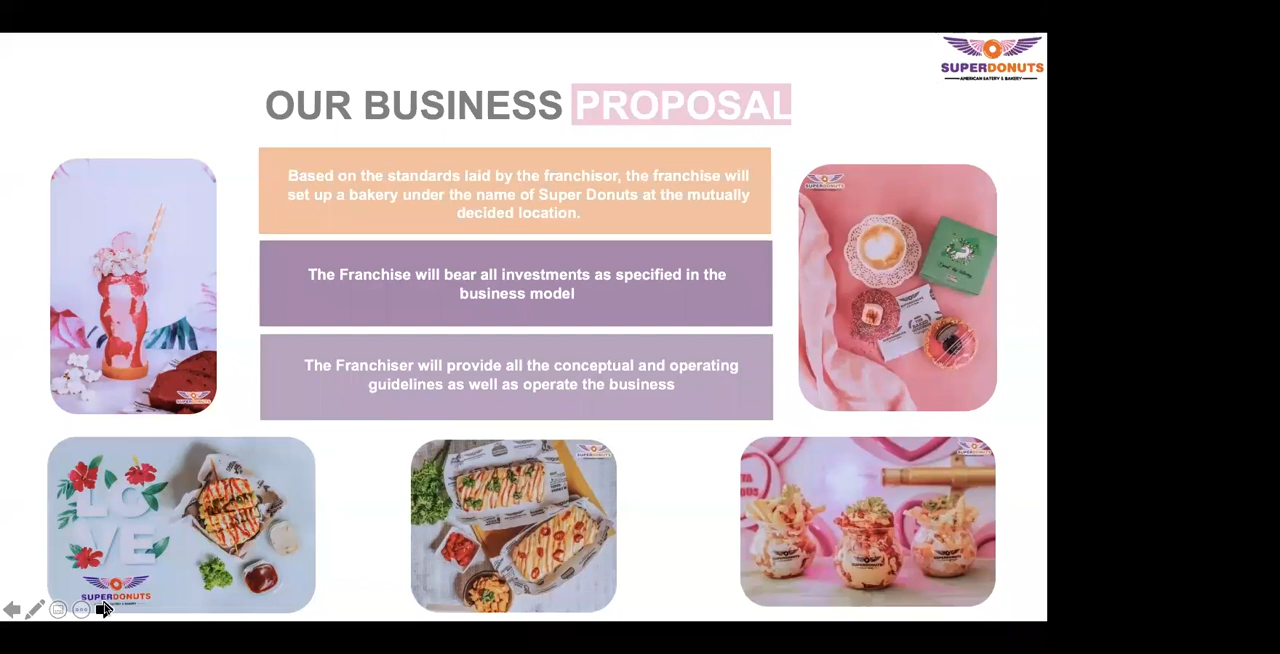 SUPERDONUTS
AMERICAN EATERY & BAKERY
OUR BUSINESS PROPOSAL
Based on the standards laid by the franchisor, the franchise will
set up a bakery under the name of Super Donuts at the mutually
decided location.
The Franchise will bear all investments as specified in the
business model
The Franchiser will provide all the conceptual and operating
guidelines as well as operate the business
LO
VE
SUPERDONUTS